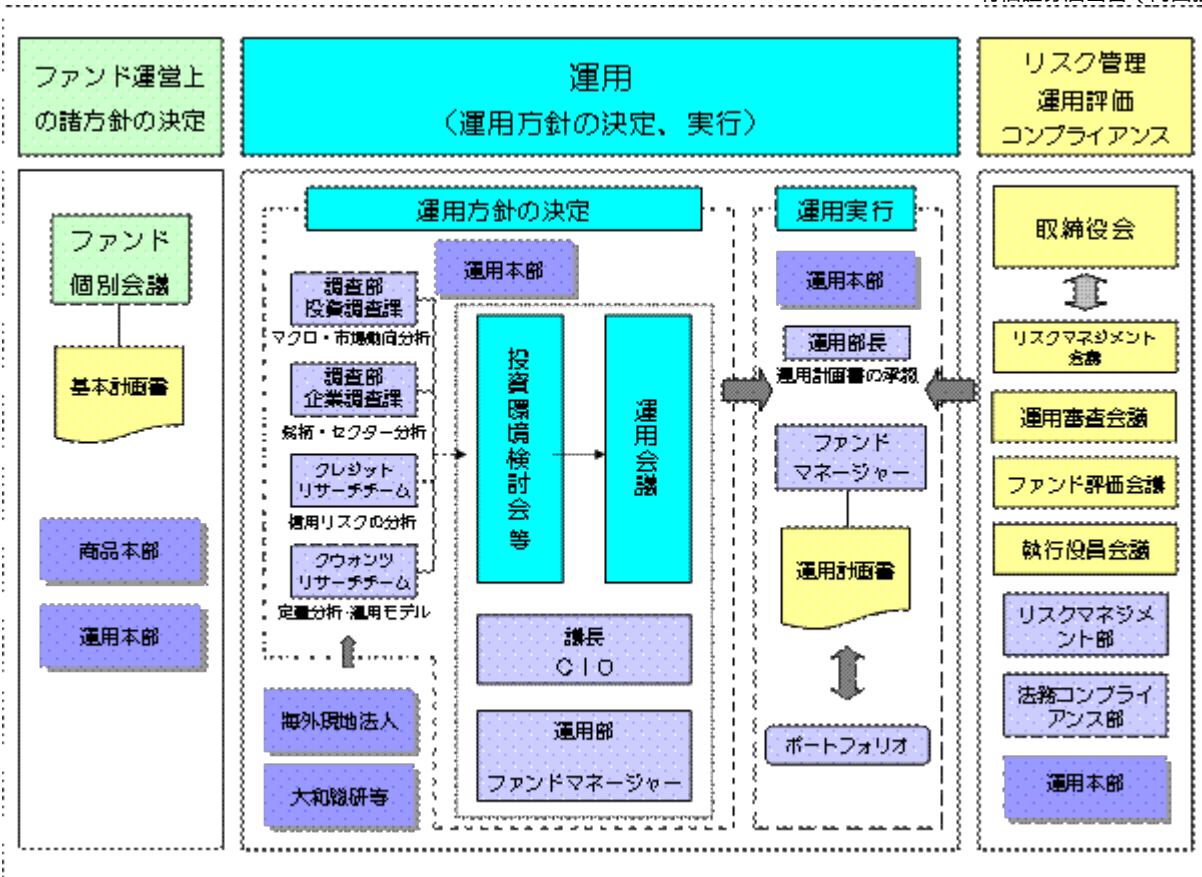 ファンド運営上
の諸方針の決定
運用
（運用方針の決定、実行）
リスク管理
運用評価
コンプライアンス
ファンド
個別会議
基本計画書
商品本部
運用本部
運用方針の決定
運用本部
調査部
投資調査課
マクロ・市場動向分析
調査部
企業調査課
銘柄・セクター分析
クレジット
リサーチチーム
信用リスクの分析
クウォンツ
リサーチチーム
定量分析・運用モデル
海外現地法人
大和総研等
投資環境検討会等
運用会議
議長
ＣＩＯ
運用部
ファンドマネージャー
運用実行
運用本部
運用部長
運用計画書の承認
ファンド
マネージャー
運用計画書
ポートフォリオ
取締役会
リスクマネジメント
会議
運用審査会議
ファンド評価会議
執行役員会議
リスクマネジメ
ント部
法務コンプライ
アンス部
運用本部